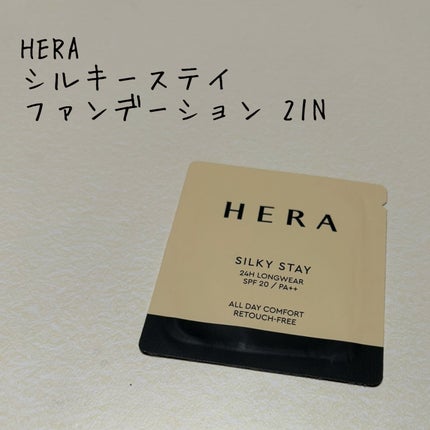 HERA
シルキーステイ
ファンデーション 21N
HERA
SILKY STAY
24H LONGWEAR
SPF 20 / PA++
ALL DAY COMFORT
RETOUCH-FREE